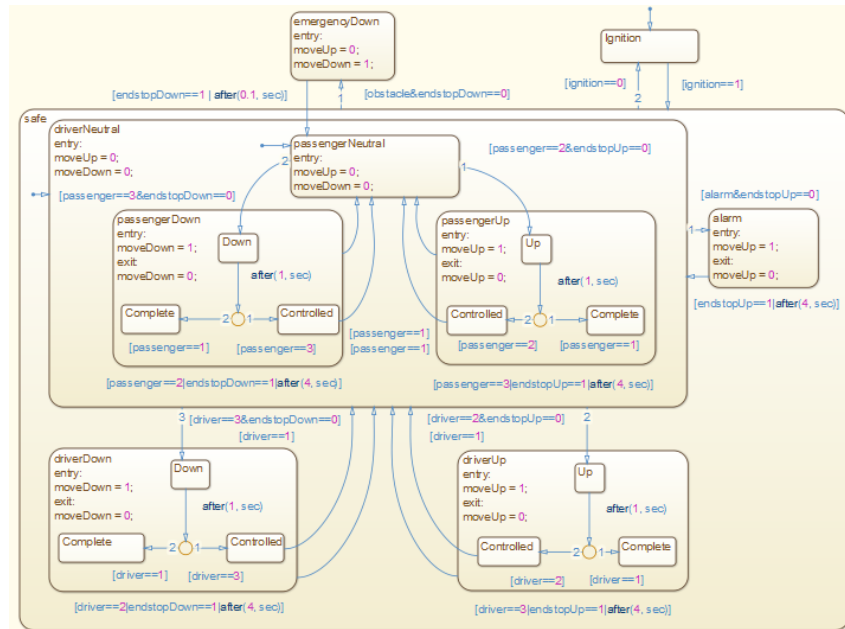 emergencyDown
entry:
moveUp = 0;
moveDown = 1;
Ignition
[endstopDown==1 | after(0.1, sec)]
1
[obstacle&endstopDown==0]
[ignition==0]
2
[ignition==1]
safe
driverNeutral
entry:
moveUp = 0;
moveDown = 0;
passengerNeutral
entry:
moveUp = 0;
moveDown = 0;
2
1
[passenger==2&endstopUp==0]
[passenger==3&endstopDown==0]
[alarm&endstopUp==0]
passengerDown
entry:
moveDown = 1;
exit:
moveDown = 0;
Down
after(1, sec)
Complete
2
1
Controlled
[passenger==1]
[passenger==3]
[passenger==2|endstopDown==1|after(4, sec)]
passengerUp
entry:
moveUp = 1;
exit:
moveUp = 0;
Up
after(1, sec)
Controlled
2
1
Complete
[passenger==1]
[passenger==1]
[passenger==2]
[passenger==1]
[passenger==3|endstopUp==1|after(4, sec)]
1
alarm
entry:
moveUp = 1;
exit:
moveUp = 0;
[endstopUp==1|after(4, sec)]
3
[driver==3&endstopDown==0]
[driver==1]
[driver==2&endstopUp==0]
[driver==1]
2
driverDown
entry:
moveDown = 1;
exit:
moveDown = 0;
Down
after(1, sec)
Complete
2
1
Controlled
[driver==1]
[driver==3]
[driver==2|endstopDown==1|after(4, sec)]
driverUp
entry:
moveUp = 1;
exit:
moveUp = 0;
Up
after(1, sec)
Controlled
2
1
Complete
[driver==2]
[driver==1]
[driver==3|endstopUp==1|after(4, sec)]